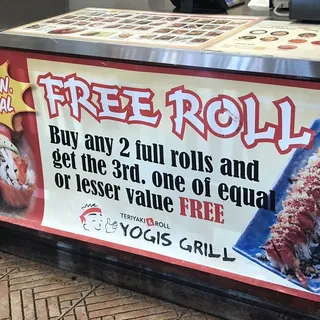 FREE ROLL
Buy any 2 full rolls and
get the 3rd. one of equal
or lesser value FREE
TERIYAKI & ROLL
YOGIS GRILL